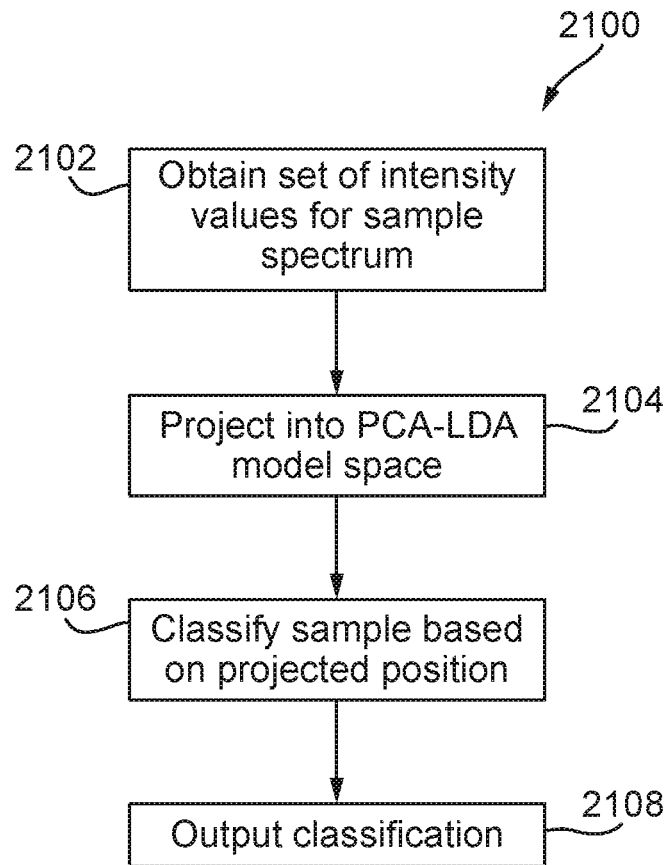 2100
2102
Obtain set of intensity
values for sample
spectrum
2104
Project into PCA-LDA
model space
2106
Classify sample based
on projected position
2108
Output classification